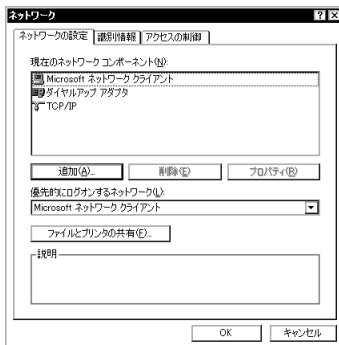 ネットワーク
ネットワークの設定 識別情報 アクセスの制御
現在のネットワーク コンポーネント(N):
Microsoft ネットワーク クライアント
ダイヤルアップ アダプタ
TCP/IP
追加(A)... 削除(E) プロパティ(R)
優先的にログオンするネットワーク(L):
Microsoft ネットワーク クライアント
ファイルとプリンタの共有(F)...
説明
OK キャンセル